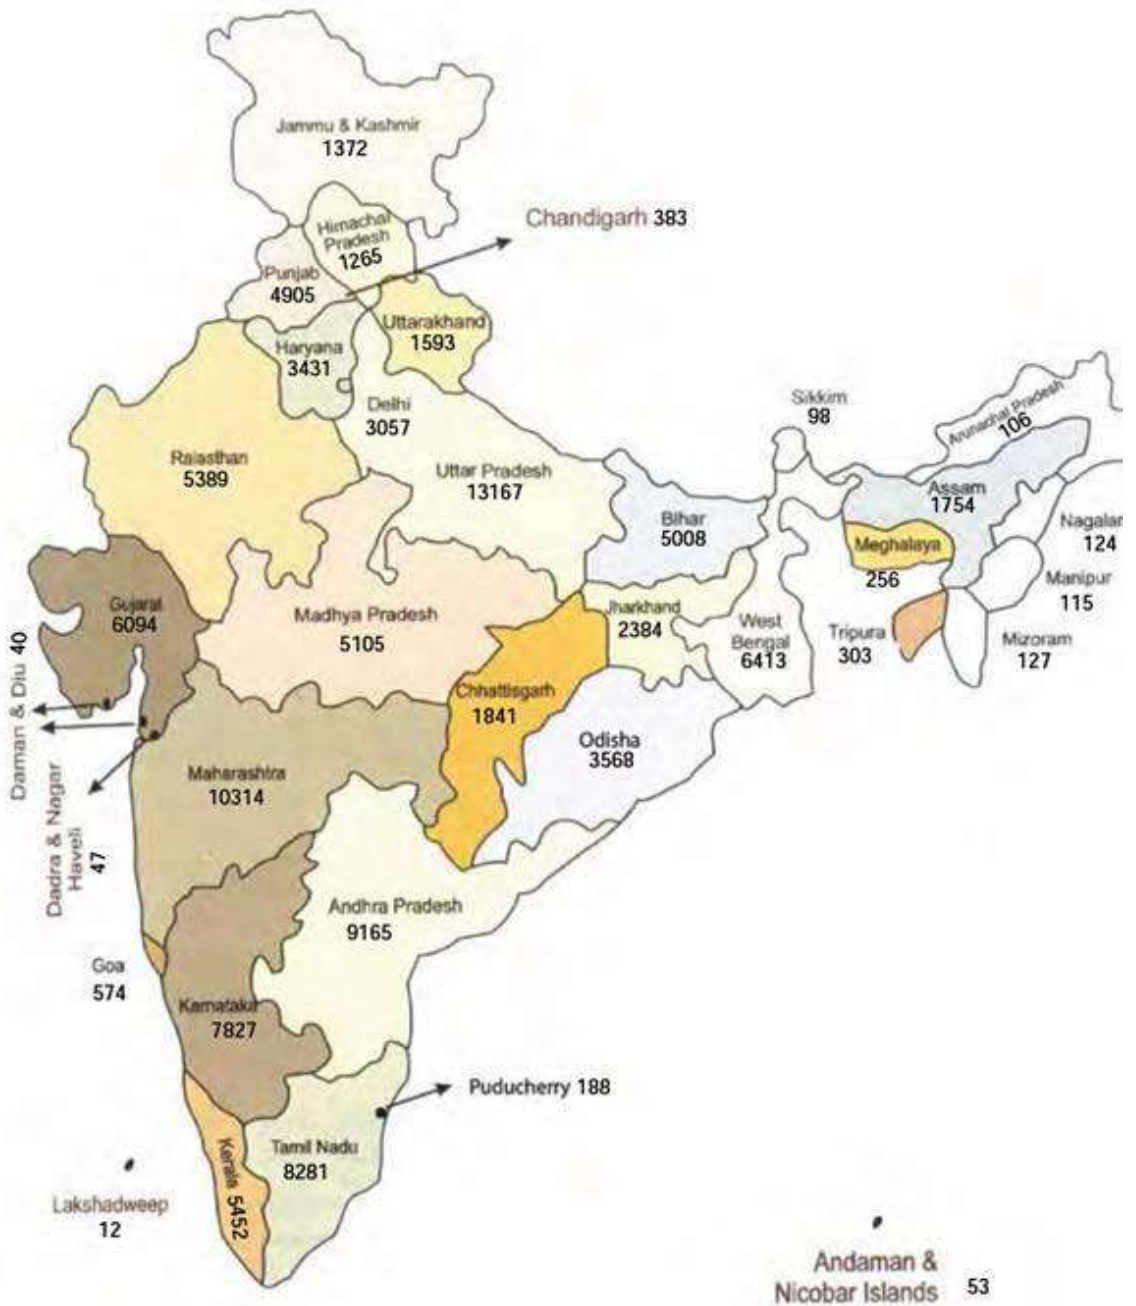 Jammu & Kashmir
1372
Himachal
Pradesh
1265
Chandigarh 383
Punjab
4905
Uttarakhand
1593
Haryana
3431
Delhi
3057
Sikkim
98
Arunachal Pradesh
106
Rajasthan
5389
Uttar Pradesh
13167
Bihar
5008
Assam
1754
Nagalan
124
Meghalaya
256
Manipur
115
Gujarat
6094
Madhya Pradesh
5105
Jharkhand
2384
West
Bengal
6413
Tripura
303
Mizoram
127
Daman & Diu 40
Chhattisgarh
1841
Odisha
3568
Maharashtra
10314
Dadra & Nagar
Haveli 47
Andhra Pradesh
9165
Goa
574
Karnataka
7827
Puducherry 188
Tamil Nadu
8281
Kerala 5452
Lakshadweep
12
Andaman &
Nicobar Islands 53